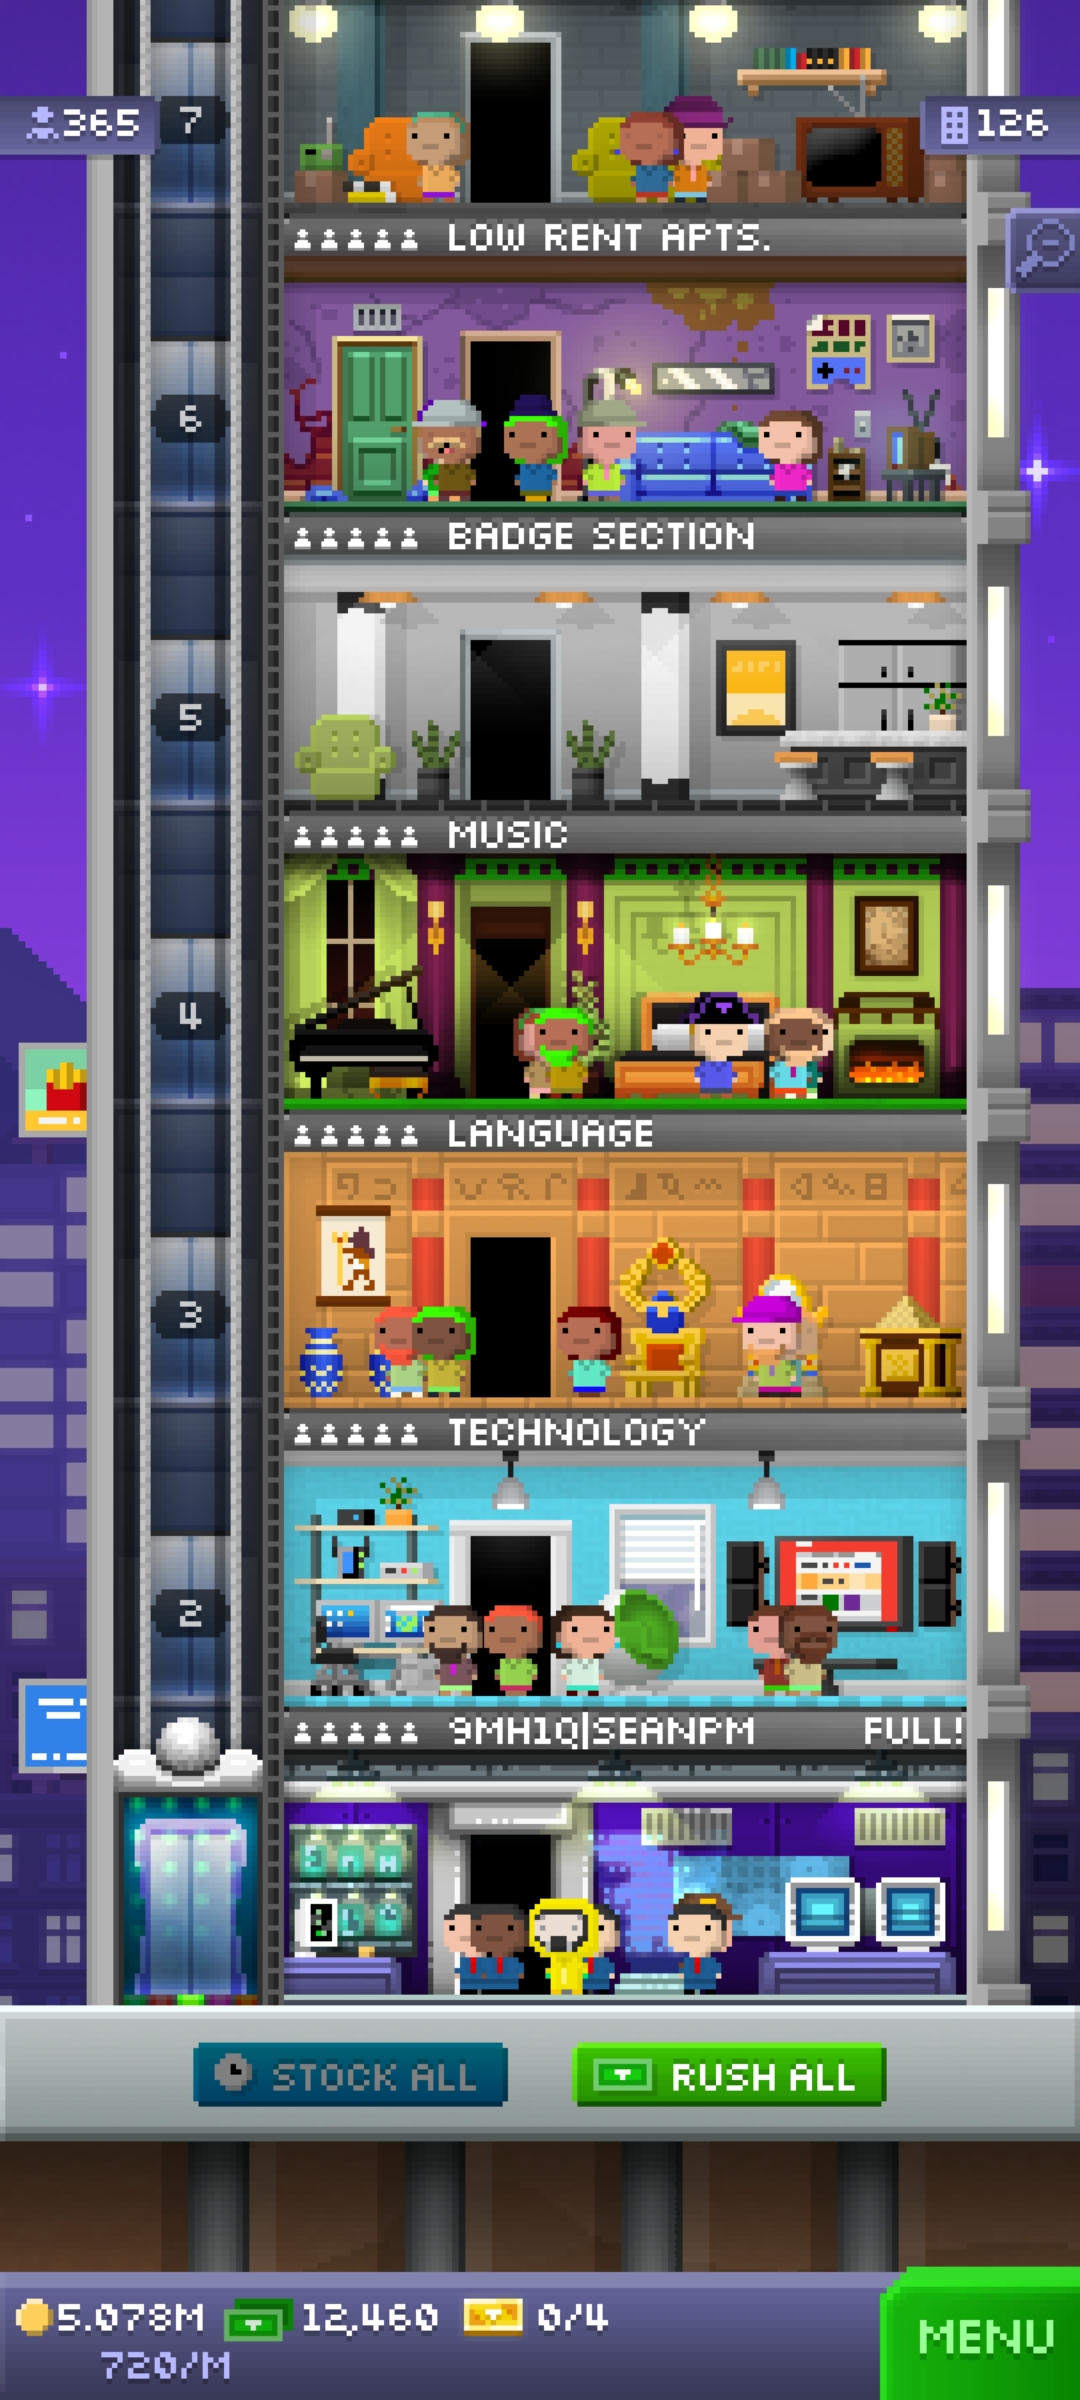 7
365
126
LOW RENT APTS.
6
BADGE SECTION
5
MUSIC
4
LANGUAGE
3
TECHNOLOGY
2
9MH1Q|SEANPM FULL!
STOCK ALL
RUSH ALL
5.078M 12,460 0/4
720/M
MENU